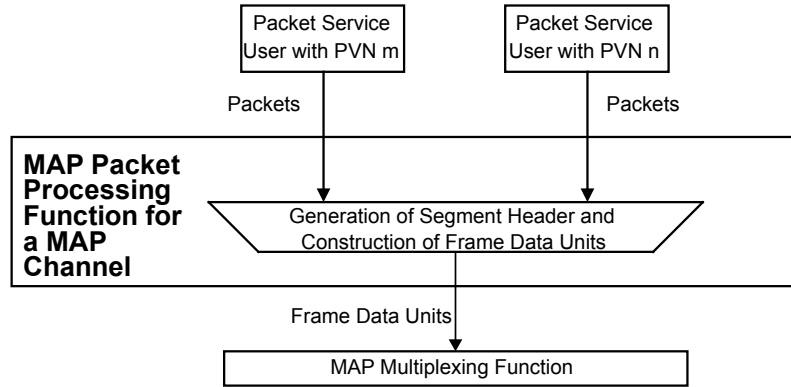 Packet Service
User with PVN m
Packet Service
User with PVN n
Packets
Packets
MAP Packet
Processing
Function for
a MAP
Channel
Generation of Segment Header and
Construction of Frame Data Units
Frame Data Units
MAP Multiplexing Function